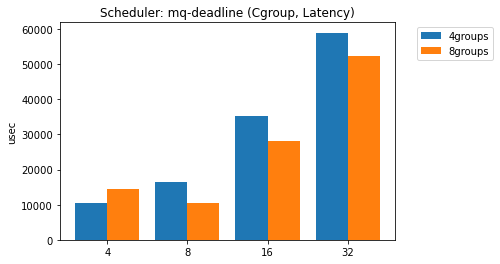 Scheduler: mq-deadline (Cgroup, Latency)
60000
50000
40000
30000
20000
10000
0
usec
4
8
16
32
4groups
8groups